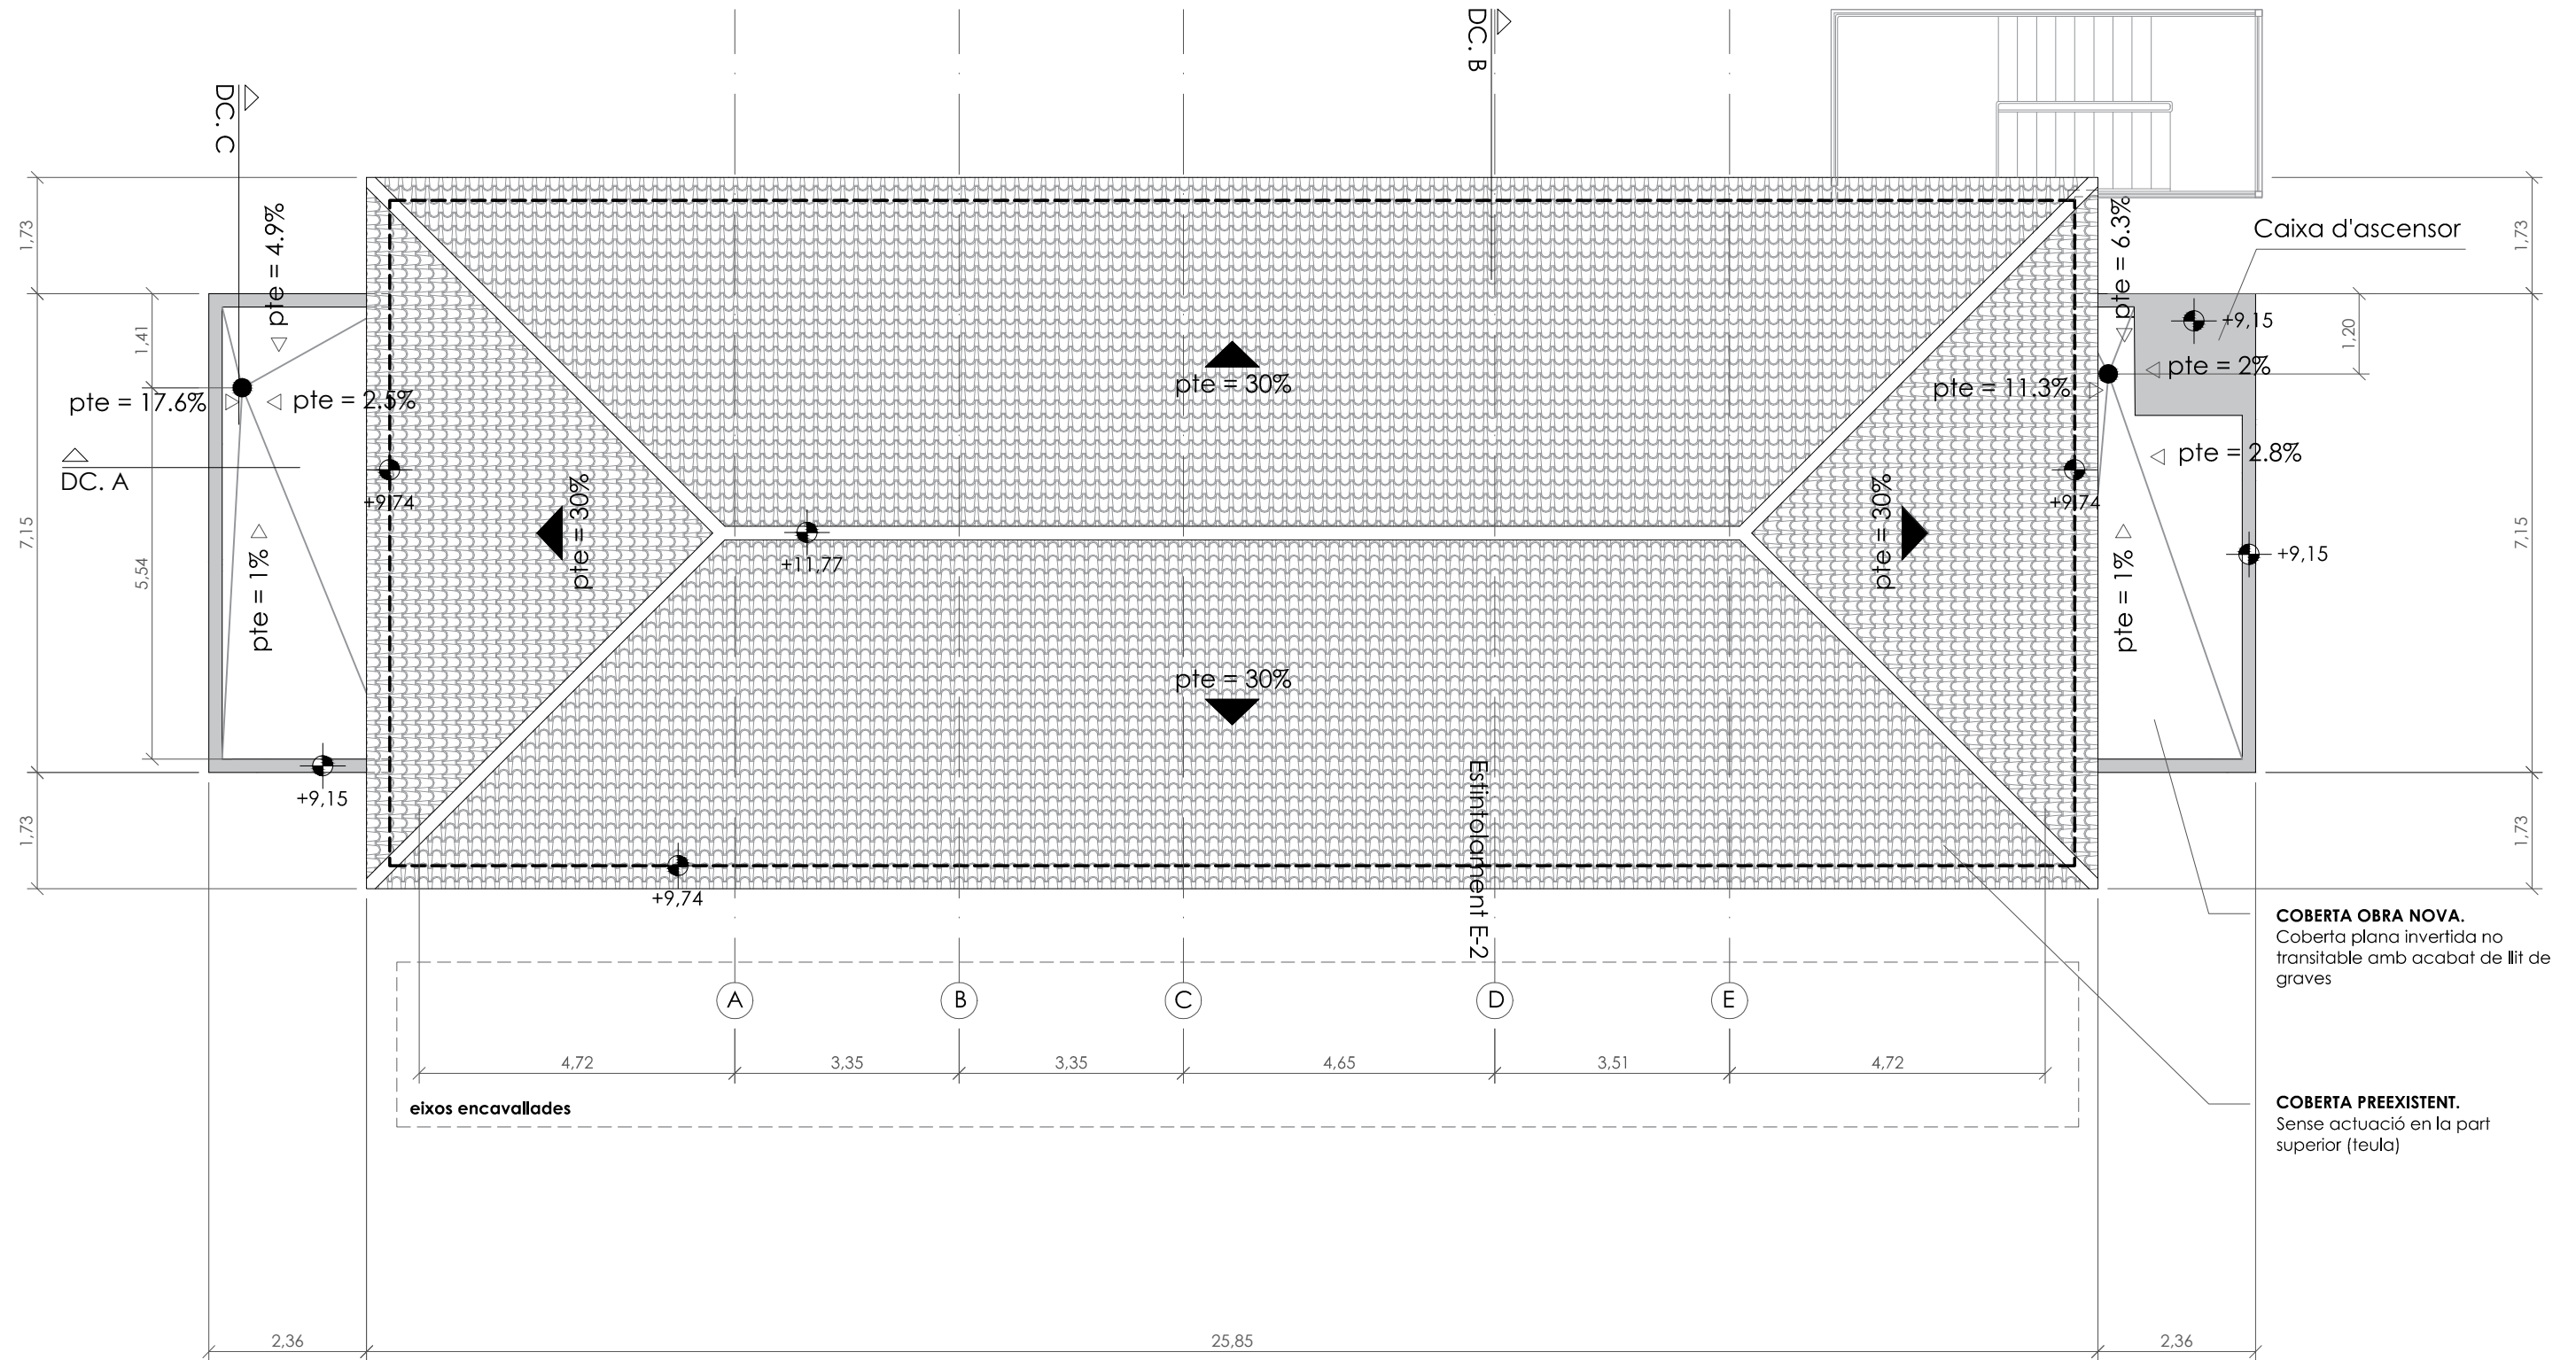 DC. B
DC. C
1,73
pte = 4.9%
pte = 6.3%
Caixa d'ascensor
1,73
1,41
+9,15
1,20
pte = 2%
pte = 30%
pte = 11.3%
pte = 17.6%
pte = 2.5%
DC. A
+9,74
+9,74
pte = 2.8%
7,15
5,54
pte = 1%
pte = 30%
+11,77
pte = 30%
pte = 1%
+9,15
7,15
pte = 30%
+9,15
1,73
+9,74
Estintolament E-2
1,73
COBERTA OBRA NOVA.
Coberta plana invertida no
transitable amb acabat de llit de
graves
A
B
C
D
E
4,72
3,35
3,35
4,65
3,51
4,72
eixos encavallades
COBERTA PREEXISTENT.
Sense actuació en la part
superior (teula)
2,36
25,85
2,36